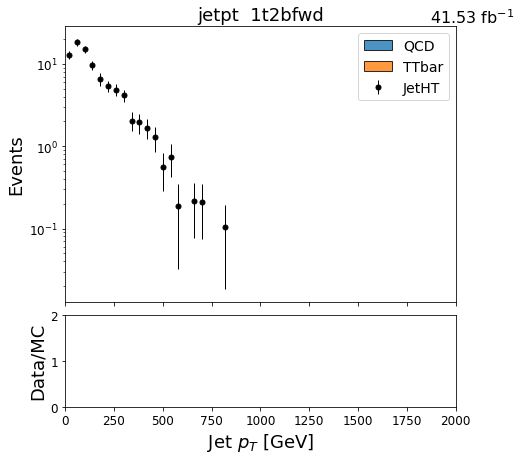 jetpt  1t2bfwd
41.53 fb⁻¹
QCD
TTbar
JetHT
Events
10¹
10⁰
10⁻¹
Data/MC
2
1
0
0 250 500 750 1000 1250 1500 1750 2000
Jet p_T [GeV]